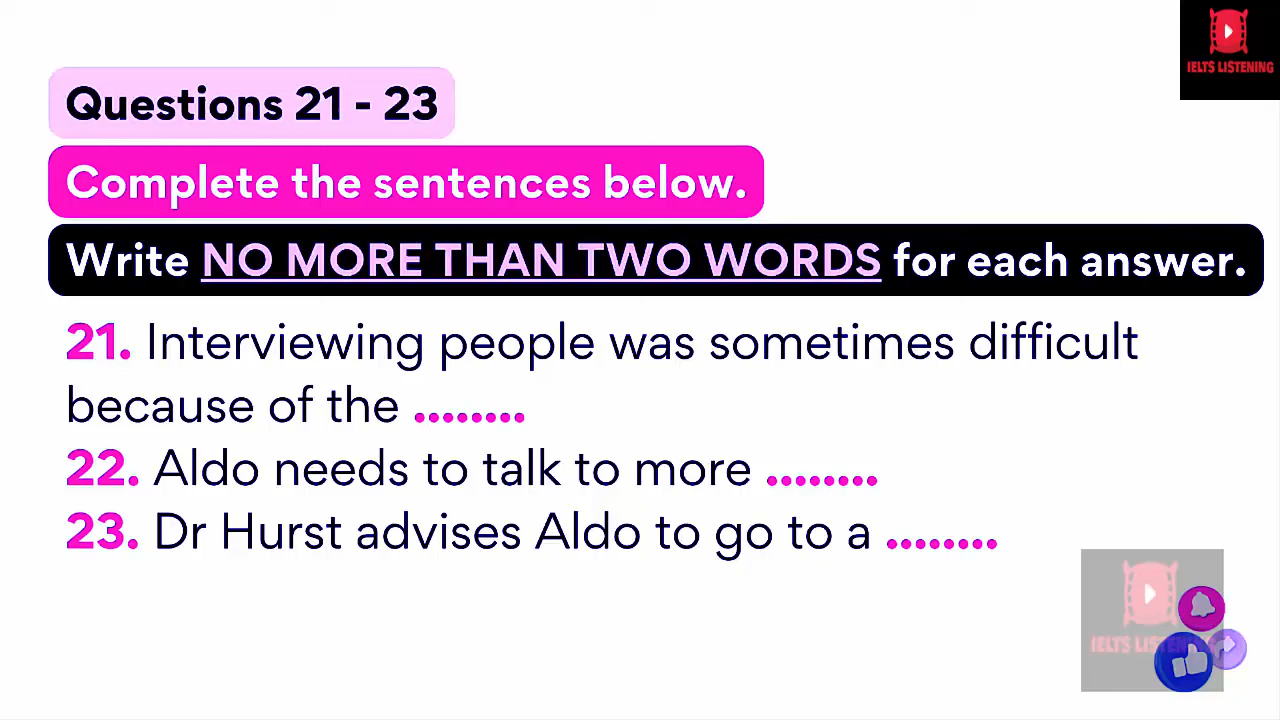 IELTS LISTENING
Questions 21 - 23
Complete the sentences below.
Write NO MORE THAN TWO WORDS for each answer.
21. Interviewing people was sometimes difficult
because of the ........
22. Aldo needs to talk to more ........
23. Dr Hurst advises Aldo to go to a ........
IELTS LISTENING